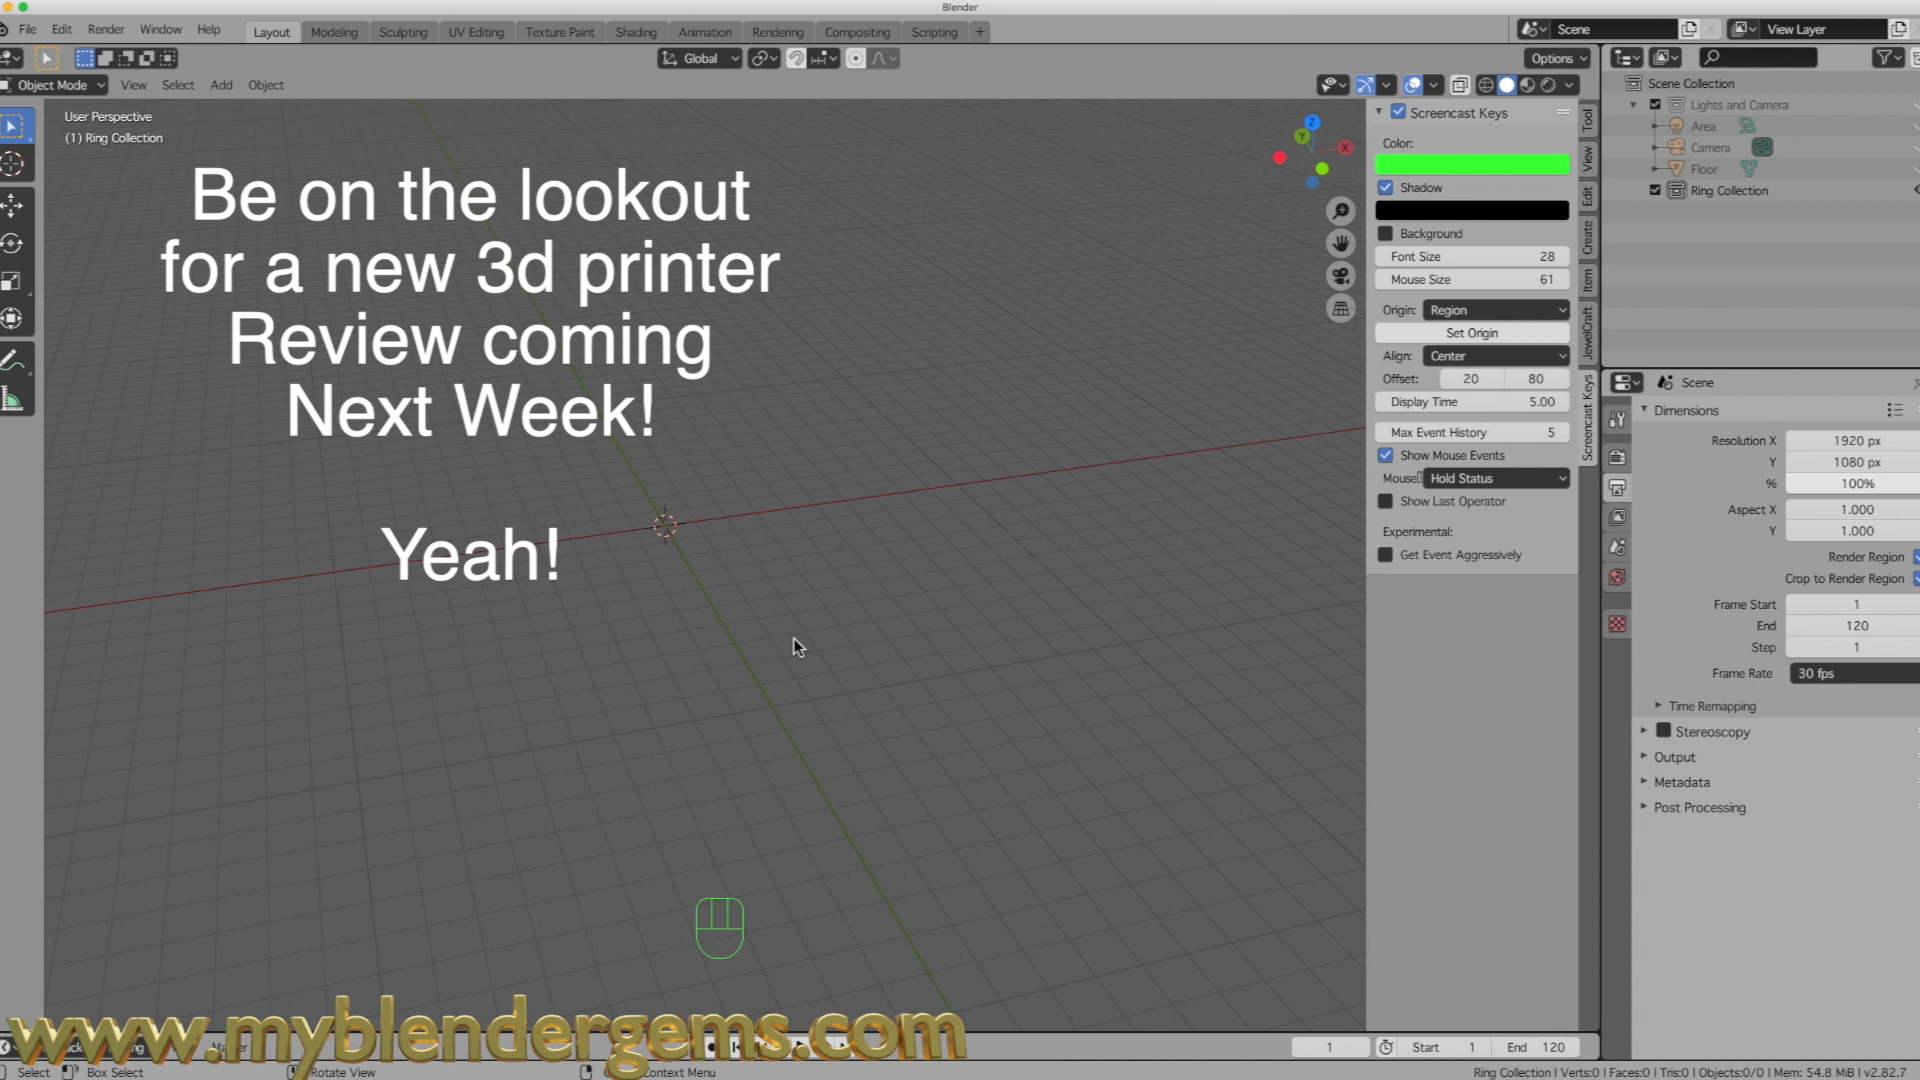 Blender
File Edit Render Window Help Layout Modeling Sculpting UV Editing Texture Paint Shading Animation Rendering Compositing Scripting + Scene View Layer
Global Options
Object Mode View Select Add Object
User Perspective
(1) Ring Collection
Be on the lookout
for a new 3d printer
Review coming
Next Week!
Yeah!
Z
Y
X
Screencast Keys
Color:
Shadow
Background
Font Size 28
Mouse Size 61
Origin: Region
Set Origin
Align: Center
Offset: 20 80
Display Time 5.00
Max Event History 5
Show Mouse Events
Mouse Hold Status
Show Last Operator
Experimental:
Get Event Aggressively
Tool
View
Edit
Create
Item
JewelCraft
Screencast Keys
Scene Collection
Lights and Camera
Area
Camera
Floor
Ring Collection
Scene
Dimensions
Resolution X 1920 px
Y 1080 px
% 100%
Aspect X 1.000
Y 1.000
Render Region
Crop to Render Region
Frame Start 1
End 120
Step 1
Frame Rate 30 fps
Time Remapping
Stereoscopy
Output
Metadata
Post Processing
www.myblendergems.com
1 Start 1 End 120
Select Box Select Rotate View Context Menu
Ring Collection | Verts:0 | Faces:0 | Tris:0 | Objects:0/0 | Mem: 54.8 MiB | v2.82.7